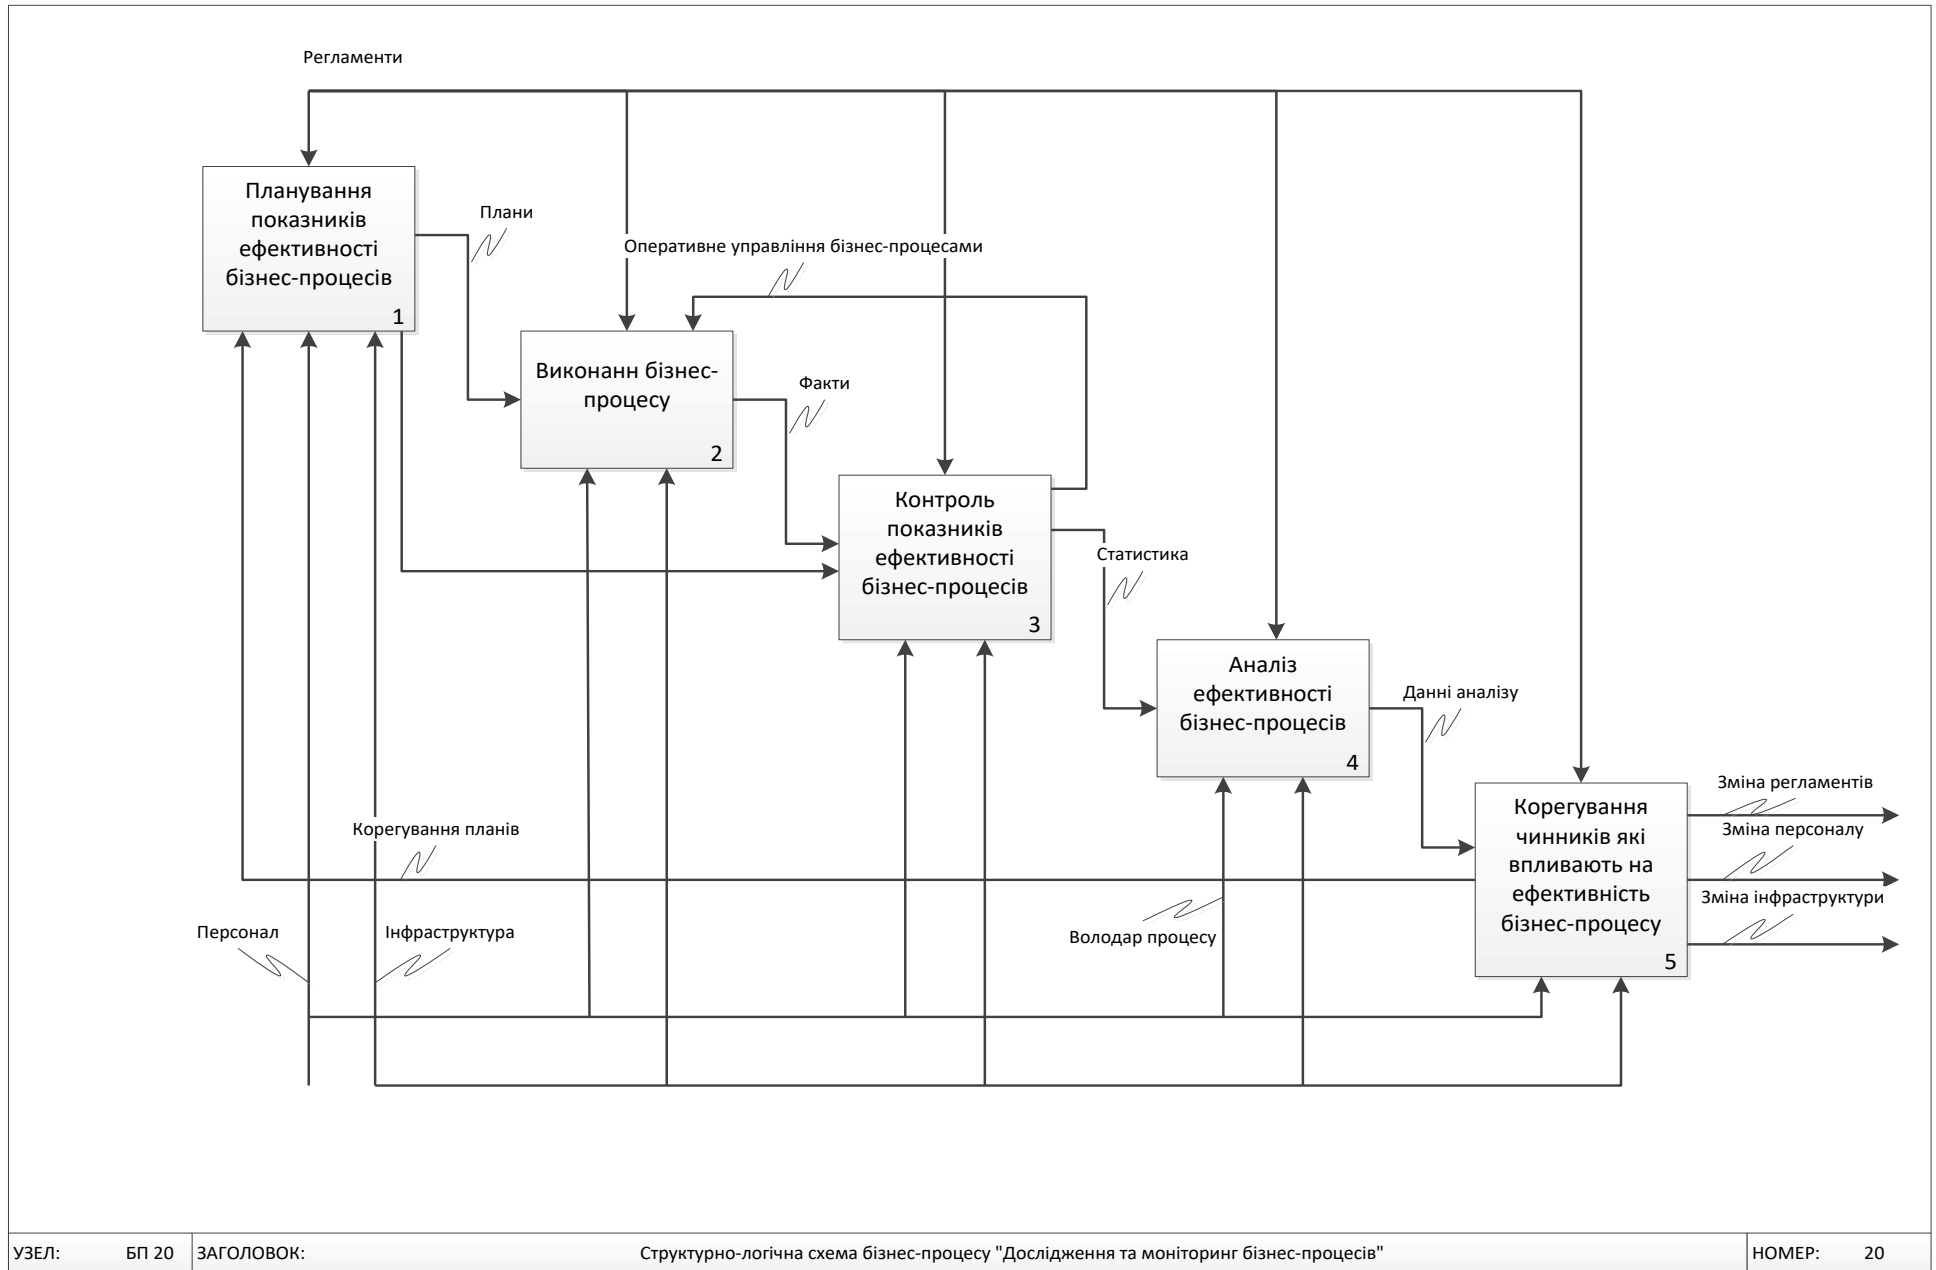 Регламенти
Планування
показників
ефективності
бізнес-процесів
1
Плани
Оперативне управління бізнес-процесами
Виконанн бізнес-
процесу
2
Факти
Контроль
показників
ефективності
бізнес-процесів
3
Статистика
Аналіз
ефективності
бізнес-процесів
4
Данні аналізу
Корегування
чинників які
впливають на
ефективність
бізнес-процесу
5
Зміна регламентів
Зміна персоналу
Зміна інфраструктури
Корегування планів
Персонал
Інфраструктура
Володар процесу
УЗЕЛ: БП 20 ЗАГОЛОВОК: Структурно-логічна схема бізнес-процесу "Дослідження та моніторинг бізнес-процесів" НОМЕР: 20